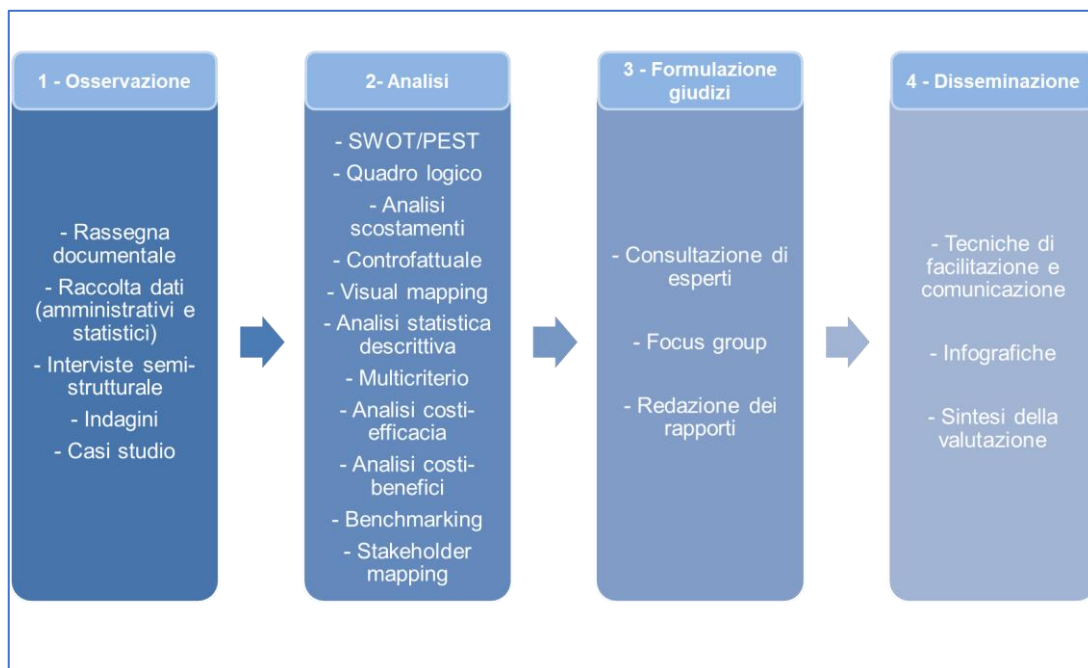 1 - Osservazione
- Rassegna
documentale
- Raccolta dati
(amministrativi e
statistici)
- Interviste semi-
strutturale
- Indagini
- Casi studio
2- Analisi
- SWOT/PEST
- Quadro logico
- Analisi
scostamenti
- Controfattuale
- Visual mapping
- Analisi statistica
descrittiva
- Multicriterio
- Analisi costi-
efficacia
- Analisi costi-
benefici
- Benchmarking
- Stakeholder
mapping
3 - Formulazione
giudizi
- Consultazione di
esperti
- Focus group
- Redazione dei
rapporti
4 - Disseminazione
- Tecniche di
facilitazione e
comunicazione
- Infografiche
- Sintesi della
valutazione